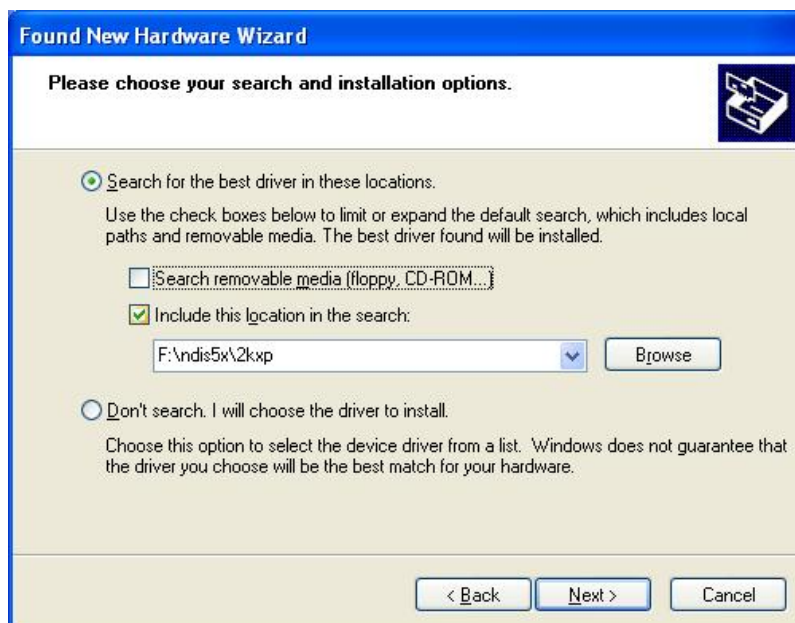 Found New Hardware Wizard
Please choose your search and installation options.
Search for the best driver in these locations.
Use the check boxes below to limit or expand the default search, which includes local
paths and removable media. The best driver found will be installed.
Search removable media (floppy, CD-ROM...)
Include this location in the search:
F:\ndis5x\2kxp
Browse
Don't search. I will choose the driver to install.
Choose this option to select the device driver from a list. Windows does not guarantee that
the driver you choose will be the best match for your hardware.
< Back
Next >
Cancel